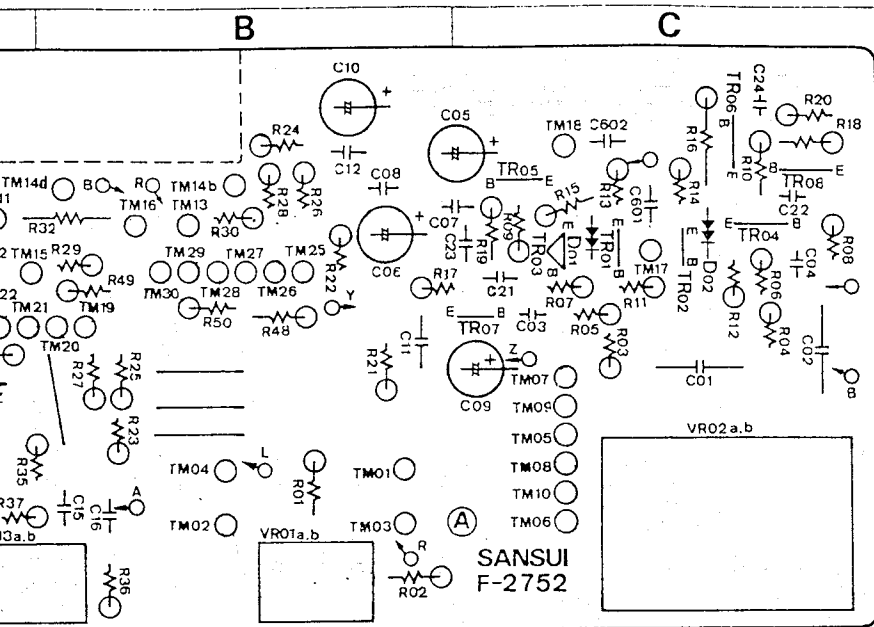 B
C
C10
C05
TM18
C602
TR06
B
C24
R20
R18
R24
C12
C08
TR05
B
E
R15
R13
C601
R16
R14
E
R10
B
E
TR08
C22
TM14d
B
R
TM14b
R28
R26
TM16
TM13
R32
R30
C07
C23
R19
R09
E
TR03
D01
E
TR01
B
B
TR02
D02
E
B
TR04
R08
C04
TM15
R29
R49
TM29
TM27
TM25
TM30
TM28
TM26
R22
C06
R17
C21
B
R07
R11
TM17
R12
R06
R04
TM21
TM19
TM20
R50
R48
Y
E
B
TR07
C03
R05
R03
C11
R21
Z
C09
C01
C02
B
R27
R25
R23
TM07
TM09
TM05
TM08
TM10
TM06
VR02a.b
R35
TM04
L
TM01
R01
R37
C15
C16
A
TM02
VR01a.b
TM03
A
R
R02
3a.b
R36
SANSUI
F-2752